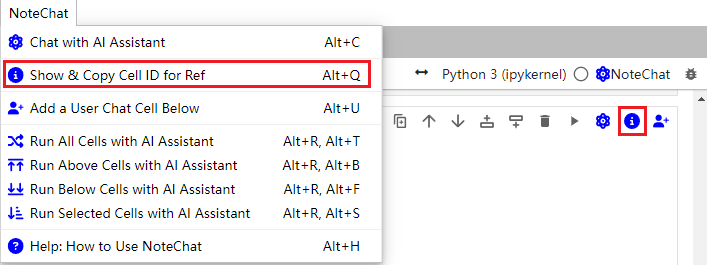 NoteChat
Chat with AI Assistant Alt+C
Show & Copy Cell ID for Ref Alt+Q
Add a User Chat Cell Below Alt+U
Run All Cells with AI Assistant Alt+R, Alt+T
Run Above Cells with AI Assistant Alt+R, Alt+B
Run Below Cells with AI Assistant Alt+R, Alt+F
Run Selected Cells with AI Assistant Alt+R, Alt+S
Help: How to Use NoteChat Alt+H
Python 3 (ipykernel) NoteChat